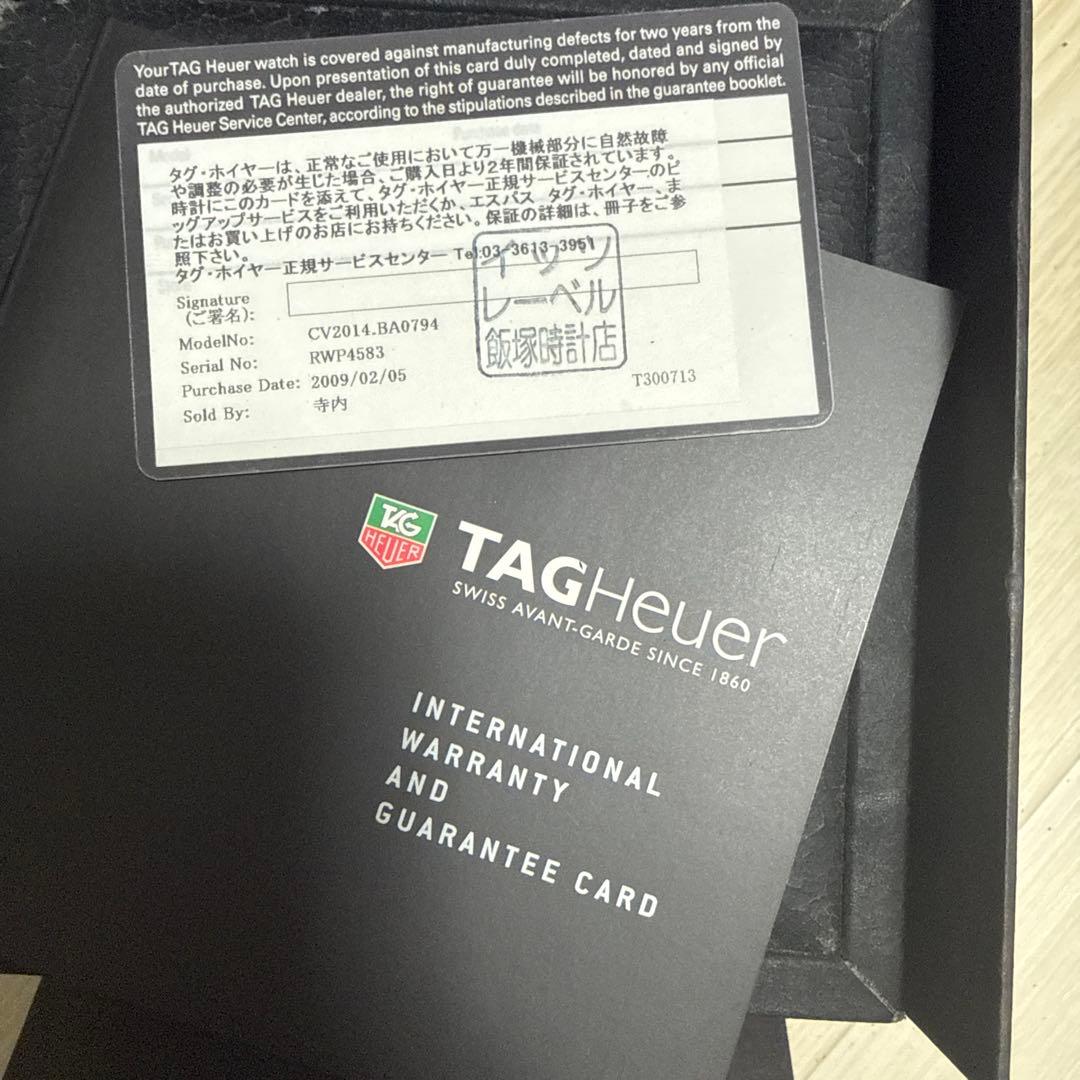 Your TAG Heuer watch is covered against manufacturing defects for two years from the
date of purchase. Upon presentation of this card duly completed, dated and signed by
the authorized TAG Heuer dealer, the right of guarantee will be honored by any official
TAG Heuer Service Center, according to the stipulations described in the guarantee booklet.
タグ・ホイヤーは、正常なご使用において万一機械部分に自然故障
や調整の必要が生じた場合、ご購入日より2年間保証されています。
時計にこのカードを添えて、タグ・ホイヤー正規サービスセンターのピ
ックアップサービスをご利用いただくか、エスパス タグ・ホイヤー、ま
たはお買い上げのお店にお持ちください。保証の詳細は、冊子をご参
照下さい。
タグ・ホイヤー正規サービスセンター Tel:03-3613-3951
Signature
(ご署名):
ModelNo: CV2014.BA0794
Serial No: RWP4583
Purchase Date: 2009/02/05
Sold By: 寺内
T300713
レーベル
飯塚時計店
TAG
HEUER
TAGHeuer
SWISS AVANT-GARDE SINCE 1860
INTERNATIONAL
WARRANTY
AND
GUARANTEE CARD